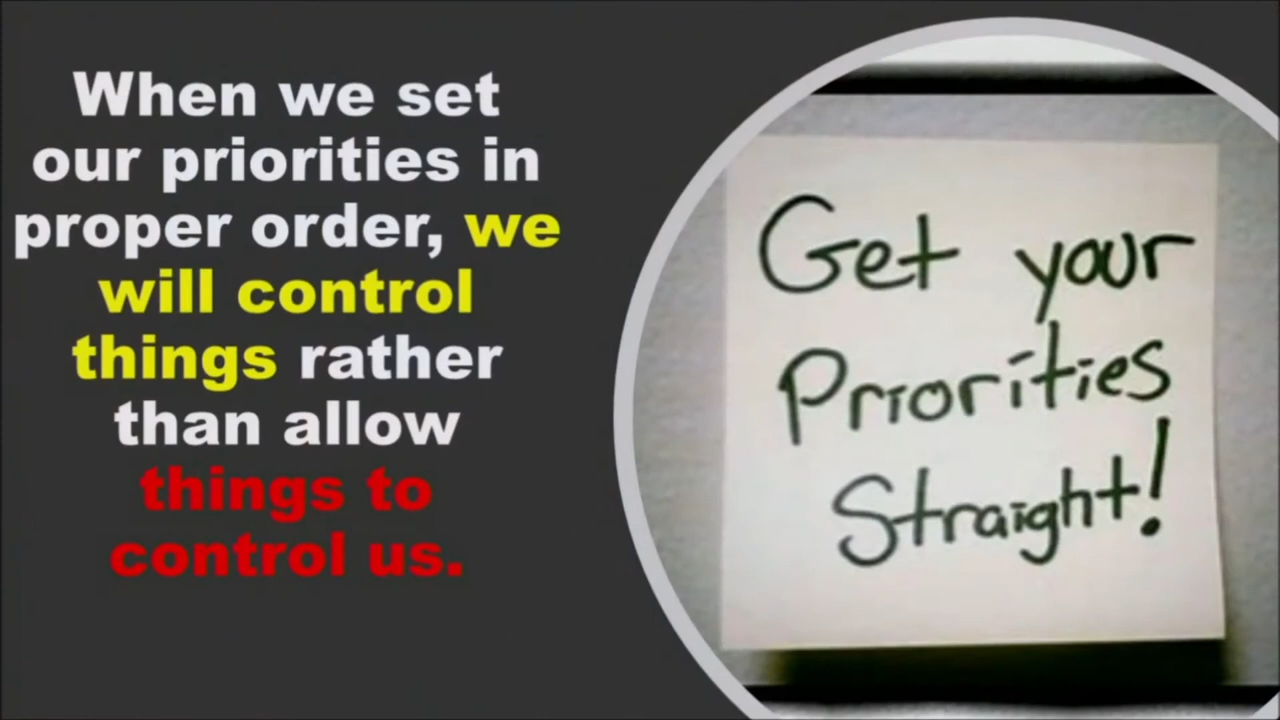 When we set
our priorities in
proper order, we
will control
things rather
than allow
things to
control us.
Get your
Priorities
Straight!